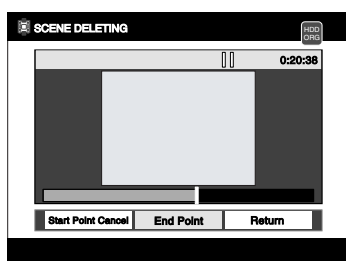 SCENE DELETING
HDD
ORG
0:20:38
Start Point Cancel End Point Return